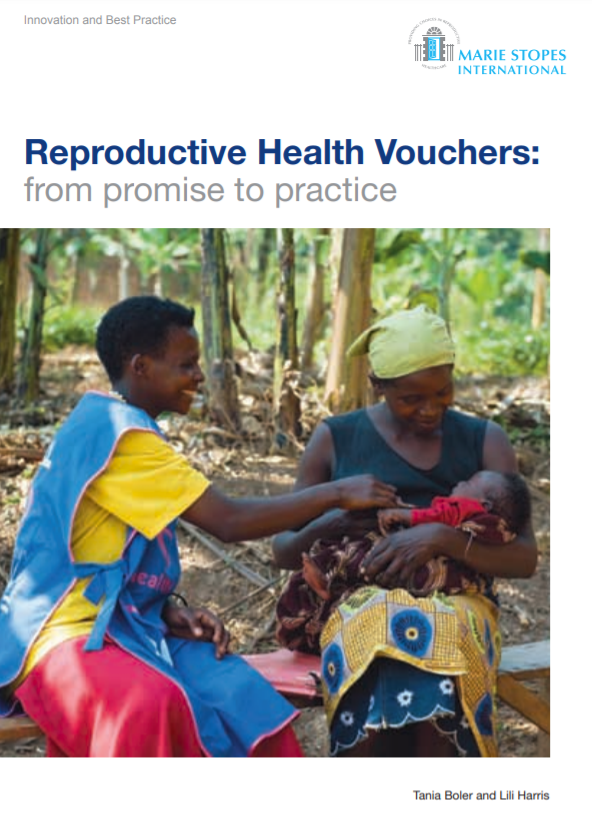 Innovation and Best Practice
MARIE STOPES
INTERNATIONAL
Reproductive Health Vouchers:
from promise to practice
Tania Boler and Lili Harris